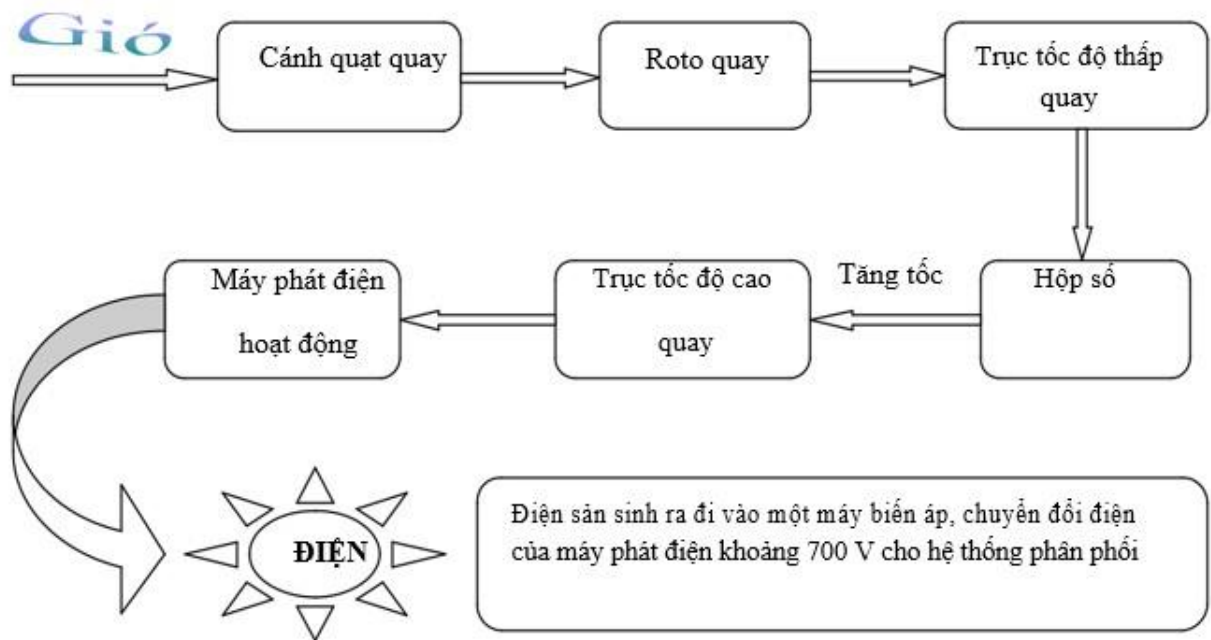 Gió
Cánh quạt quay
Roto quay
Trục tốc độ thấp
quay
Hộp số
Tăng tốc
Trục tốc độ cao
quay
Máy phát điện
hoạt động
ĐIỆN
Điện sản sinh ra đi vào một máy biến áp, chuyển đổi điện
của máy phát điện khoảng 700 V cho hệ thống phân phối